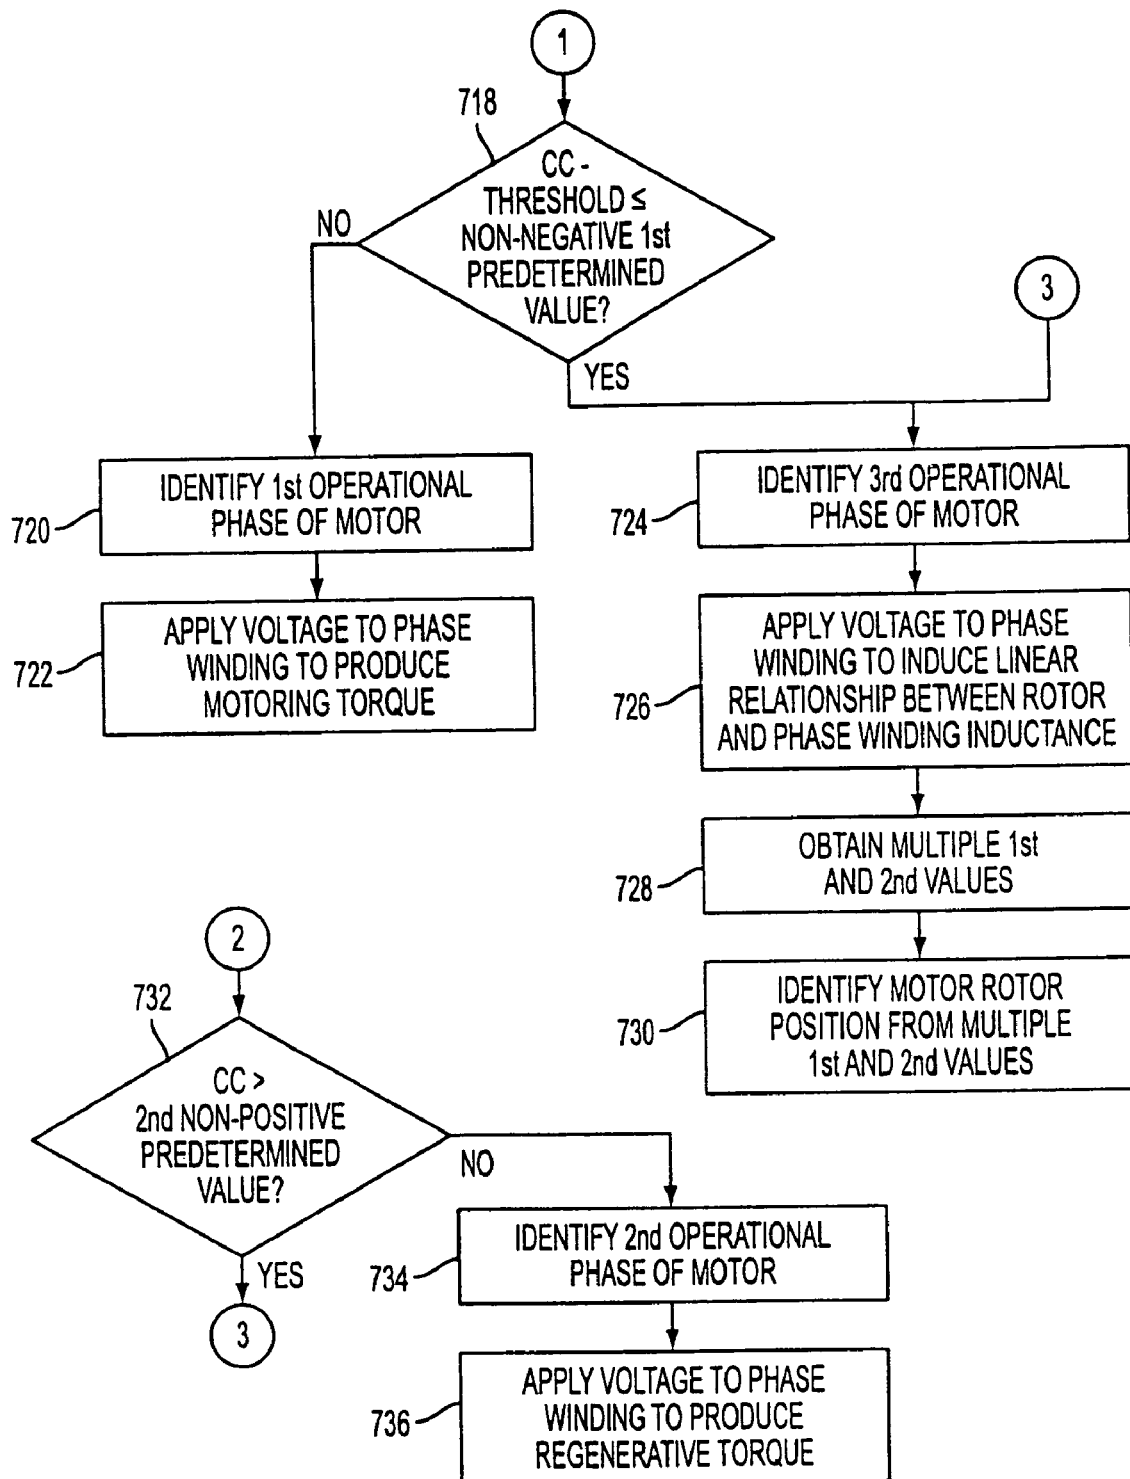 1
718
CC -
THRESHOLD ≤
NON-NEGATIVE 1st
PREDETERMINED
VALUE?
NO
YES
3
720
IDENTIFY 1st OPERATIONAL
PHASE OF MOTOR
722
APPLY VOLTAGE TO PHASE
WINDING TO PRODUCE
MOTORING TORQUE
724
IDENTIFY 3rd OPERATIONAL
PHASE OF MOTOR
726
APPLY VOLTAGE TO PHASE
WINDING TO INDUCE LINEAR
RELATIONSHIP BETWEEN ROTOR
AND PHASE WINDING INDUCTANCE
728
OBTAIN MULTIPLE 1st
AND 2nd VALUES
730
IDENTIFY MOTOR ROTOR
POSITION FROM MULTIPLE
1st AND 2nd VALUES
2
732
CC >
2nd NON-POSITIVE
PREDETERMINED
VALUE?
NO
YES
3
734
IDENTIFY 2nd OPERATIONAL
PHASE OF MOTOR
736
APPLY VOLTAGE TO PHASE
WINDING TO PRODUCE
REGENERATIVE TORQUE